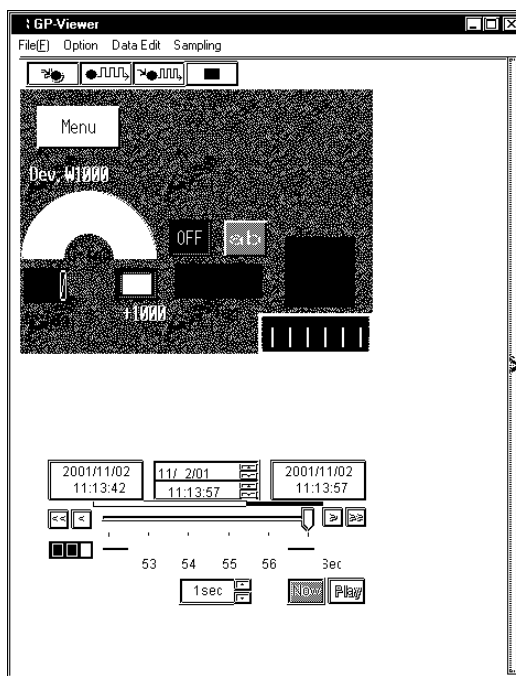 GP-Viewer
File(F) Option Data Edit Sampling
Menu
Dev, W1000
OFF ab
0
+1000
2001/11/02 11/ 2/01 2001/11/02
11:13:42 11:13:57 11:13:57
<< < > >>
53 54 55 56 Sec
1sec Now Play